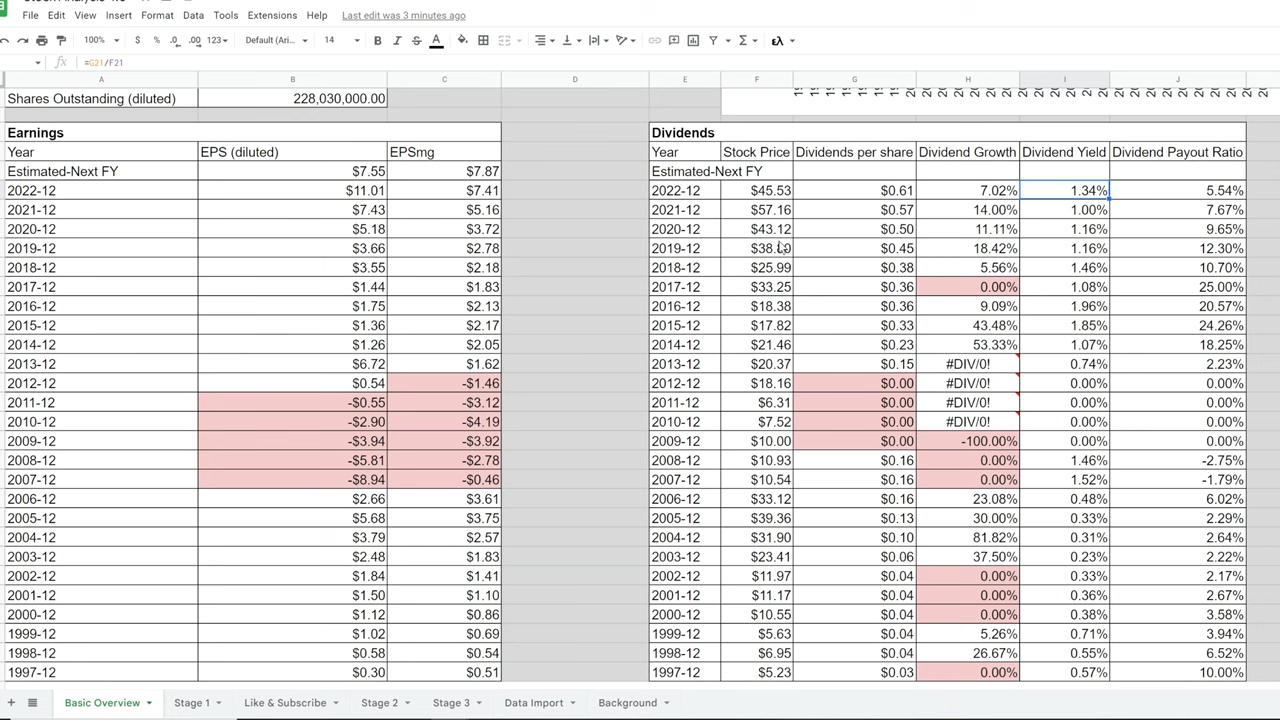 File Edit View Insert Format Data Tools Extensions Help Last edit was 3 minutes ago
100% $ % .0 .00 123 Default (Ari... 14 B I S A
fx =G21/F21
A B C D E F G H I J
Shares Outstanding (diluted) 228,030,000.00
Earnings Dividends
Year EPS (diluted) EPSmg Year Stock Price Dividends per share Dividend Growth Dividend Yield Dividend Payout Ratio
Estimated-Next FY $7.55 $7.87 Estimated-Next FY
2022-12 $11.01 $7.41 2022-12 $45.53 $0.61 7.02% 1.34% 5.54%
2021-12 $7.43 $5.16 2021-12 $57.16 $0.57 14.00% 1.00% 7.67%
2020-12 $5.18 $3.72 2020-12 $43.12 $0.50 11.11% 1.16% 9.65%
2019-12 $3.66 $2.78 2019-12 $0.45 18.42% 1.16% 12.30%
2018-12 $3.55 $2.18 2018-12 $25.99 $0.38 5.56% 1.46% 10.70%
2017-12 $1.44 $1.83 2017-12 $33.25 $0.36 0.00% 1.08% 25.00%
2016-12 $1.75 $2.13 2016-12 $18.38 $0.36 9.09% 1.96% 20.57%
2015-12 $1.36 $2.17 2015-12 $17.82 $0.33 43.48% 1.85% 24.26%
2014-12 $1.26 $2.05 2014-12 $21.46 $0.23 53.33% 1.07% 18.25%
2013-12 $6.72 $1.62 2013-12 $20.37 $0.15 #DIV/0! 0.74% 2.23%
2012-12 $0.54 -$1.46 2012-12 $18.16 $0.00 #DIV/0! 0.00% 0.00%
2011-12 -$0.55 -$3.12 2011-12 $6.31 $0.00 #DIV/0! 0.00% 0.00%
2010-12 -$2.90 -$4.19 2010-12 $7.52 $0.00 #DIV/0! 0.00% 0.00%
2009-12 -$3.94 -$3.92 2009-12 $10.00 $0.00 -100.00% 0.00% 0.00%
2008-12 -$5.81 -$2.78 2008-12 $10.93 $0.16 0.00% 1.46% -2.75%
2007-12 -$8.94 -$0.46 2007-12 $10.54 $0.16 0.00% 1.52% -1.79%
2006-12 $2.66 $3.61 2006-12 $33.12 $0.16 23.08% 0.48% 6.02%
2005-12 $5.68 $3.75 2005-12 $39.36 $0.13 30.00% 0.33% 2.29%
2004-12 $3.79 $2.57 2004-12 $31.90 $0.10 81.82% 0.31% 2.64%
2003-12 $2.48 $1.83 2003-12 $23.41 $0.06 37.50% 0.23% 2.22%
2002-12 $1.84 $1.41 2002-12 $11.97 $0.04 0.00% 0.33% 2.17%
2001-12 $1.50 $1.10 2001-12 $11.17 $0.04 0.00% 0.36% 2.67%
2000-12 $1.12 $0.86 2000-12 $10.55 $0.04 0.00% 0.38% 3.58%
1999-12 $1.02 $0.69 1999-12 $5.63 $0.04 5.26% 0.71% 3.94%
1998-12 $0.58 $0.54 1998-12 $6.95 $0.04 26.67% 0.55% 6.52%
1997-12 $0.30 $0.51 1997-12 $5.23 $0.03 0.00% 0.57% 10.00%
Basic Overview Stage 1 Like & Subscribe Stage 2 Stage 3 Data Import Background